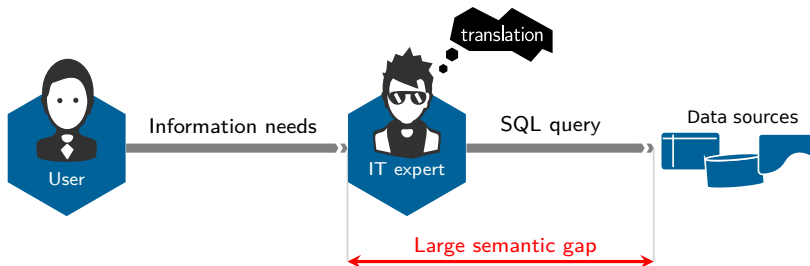 translation
Information needs
SQL query
Data sources
User
IT expert
Large semantic gap